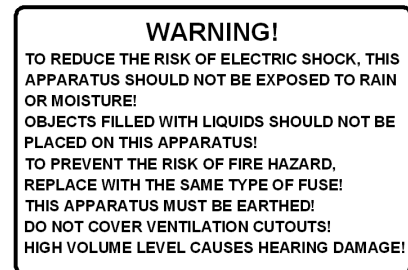 WARNING!
TO REDUCE THE RISK OF ELECTRIC SHOCK, THIS
APPARATUS SHOULD NOT BE EXPOSED TO RAIN
OR MOISTURE!
OBJECTS FILLED WITH LIQUIDS SHOULD NOT BE
PLACED ON THIS APPARATUS!
TO PREVENT THE RISK OF FIRE HAZARD,
REPLACE WITH THE SAME TYPE OF FUSE!
THIS APPARATUS MUST BE EARTHED!
DO NOT COVER VENTILATION CUTOUTS!
HIGH VOLUME LEVEL CAUSES HEARING DAMAGE!